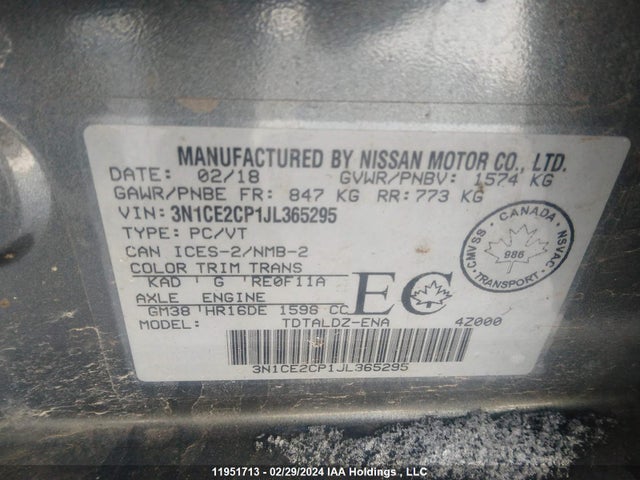 MANUFACTURED BY NISSAN MOTOR CO., LTD.
DATE: 02/18 GVWR/PNBV: 1574 KG
GAWR/PNBE FR: 847 KG RR: 773 KG
VIN: 3N1CE2CP1JL365295
TYPE: PC/VT
CAN ICES-2/NMB-2
COLOR TRIM TRANS
KAD G RE0F11A
AXLE ENGINE
GM38 HR16DE 1596 CC
EC
MODEL: TDTALDZ-ENA 4Z000
3N1CE2CP1JL365295
CANADA
CMVSS 986 NSVAC
TRANSPORT
11951713 - 02/29/2024 IAA Holdings , LLC